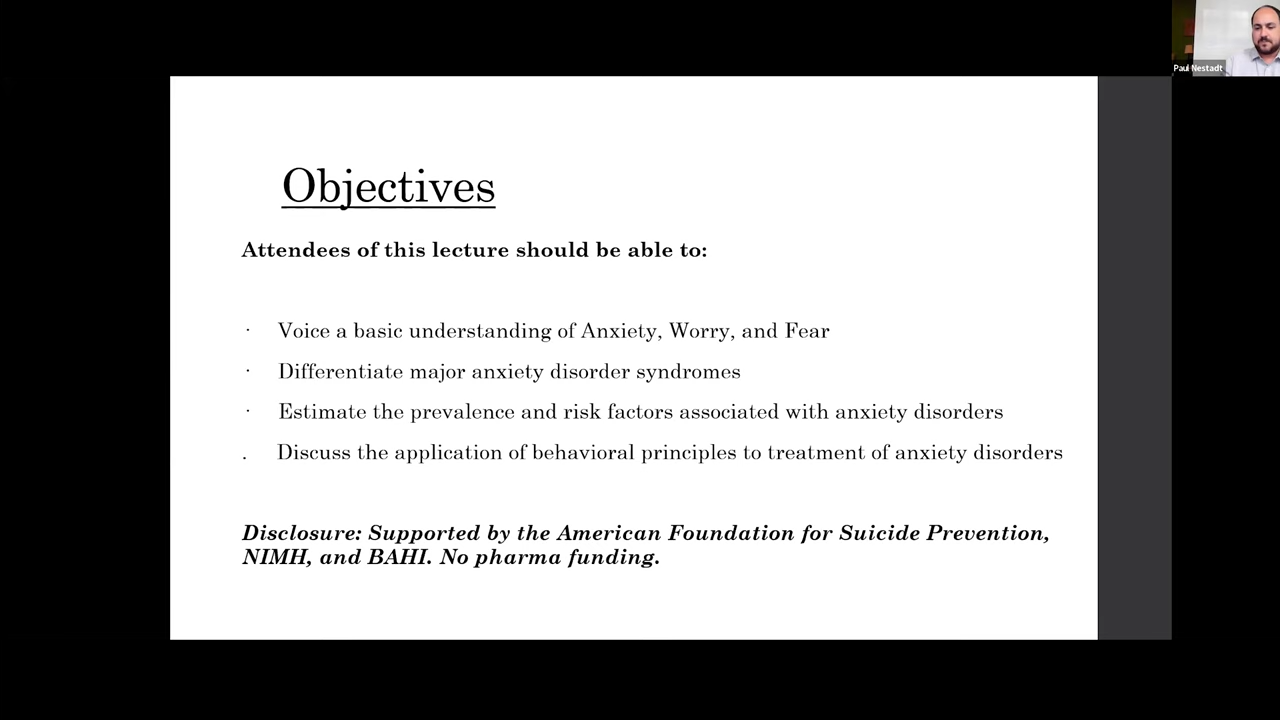 Paul Nestadt
Objectives
Attendees of this lecture should be able to:
· Voice a basic understanding of Anxiety, Worry, and Fear
· Differentiate major anxiety disorder syndromes
· Estimate the prevalence and risk factors associated with anxiety disorders
. Discuss the application of behavioral principles to treatment of anxiety disorders
Disclosure: Supported by the American Foundation for Suicide Prevention,
NIMH, and BAHI. No pharma funding.